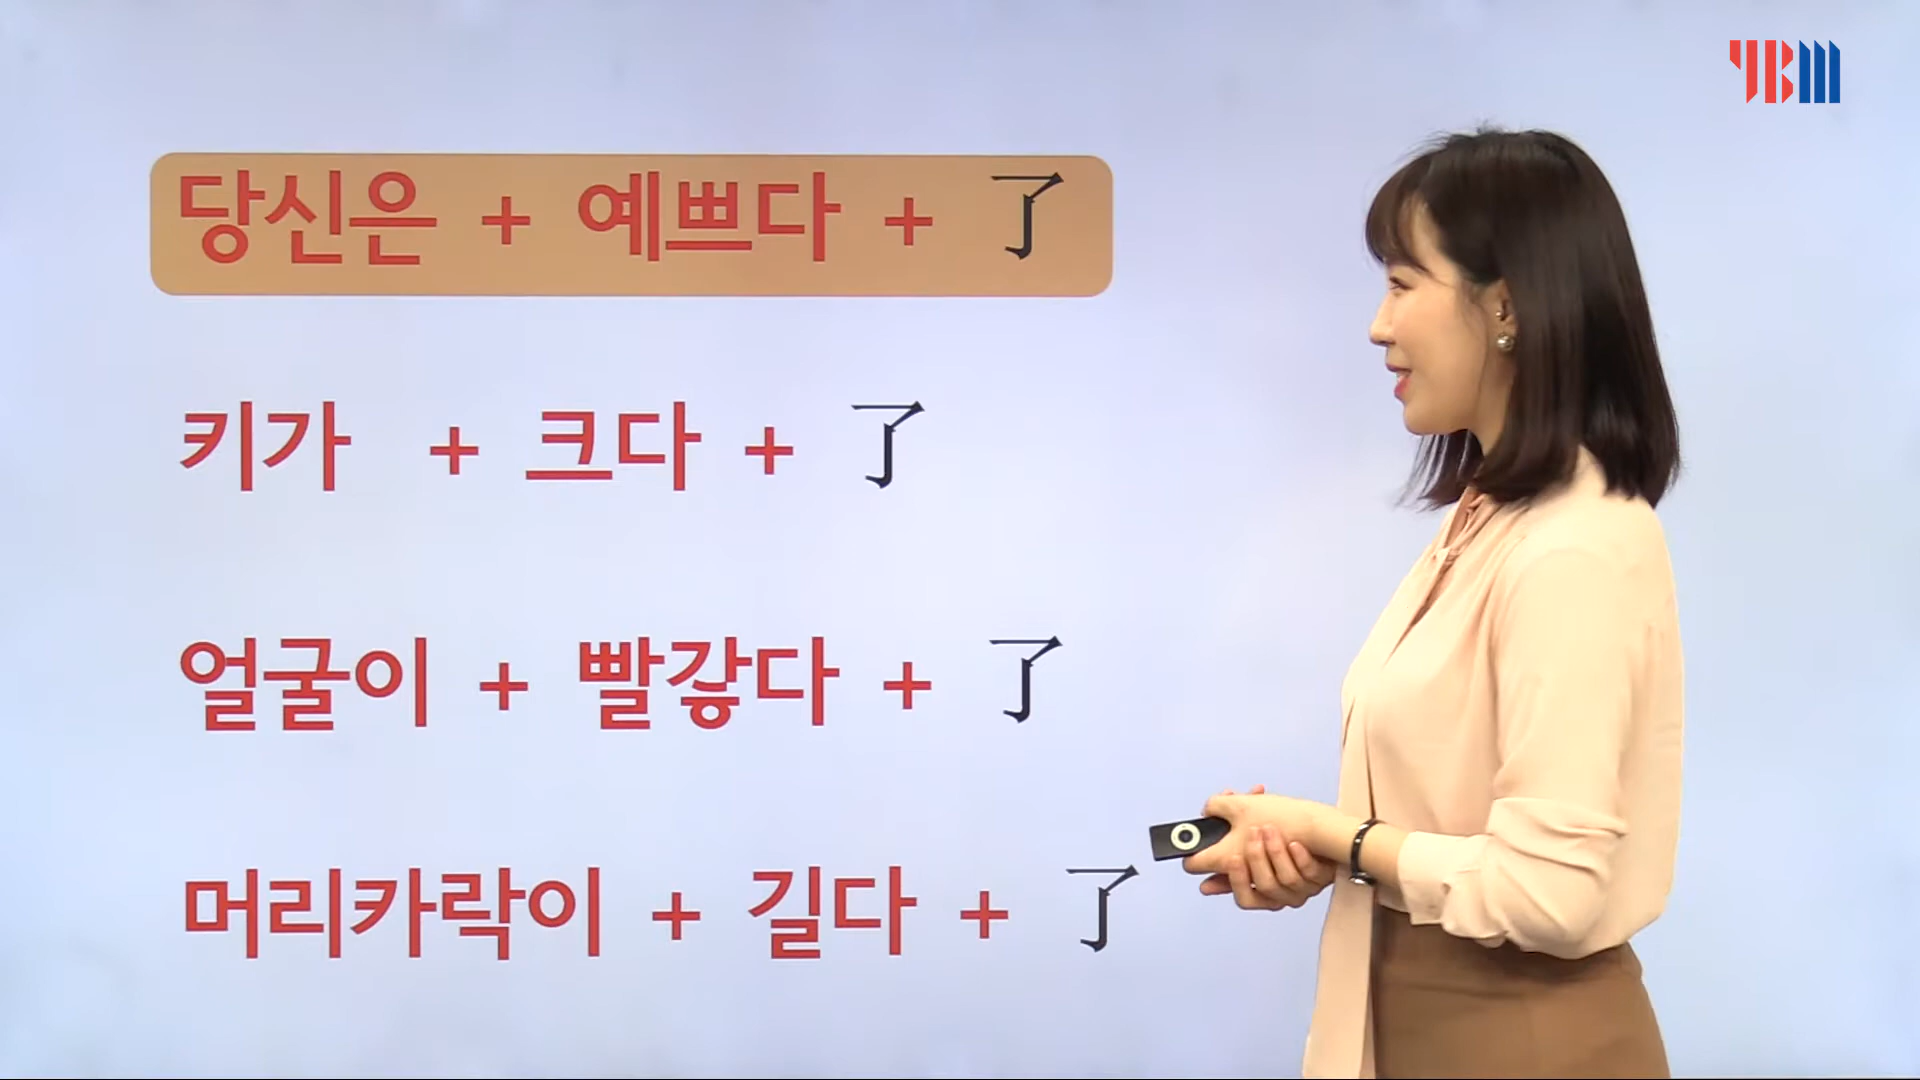 YBM
당신은 + 예쁘다 + 了
키가 + 크다 + 了
얼굴이 + 빨갛다 + 了
머리카락이 + 길다 + 了